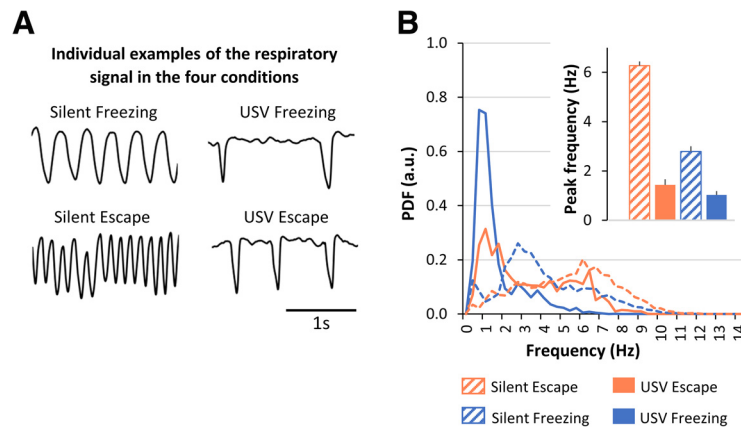 A
Individual examples of the respiratory
signal in the four conditions
Silent Freezing
USV Freezing
Silent Escape
USV Escape
1s
B
1.0
0.8
0.6
0.4
0.2
0.0
PDF (a.u.)
0 1 2 3 4 5 6 7 8 9 10 11 12 13 14
Frequency (Hz)
6
4
2
0
Peak frequency (Hz)
Silent Escape
USV Escape
Silent Freezing
USV Freezing